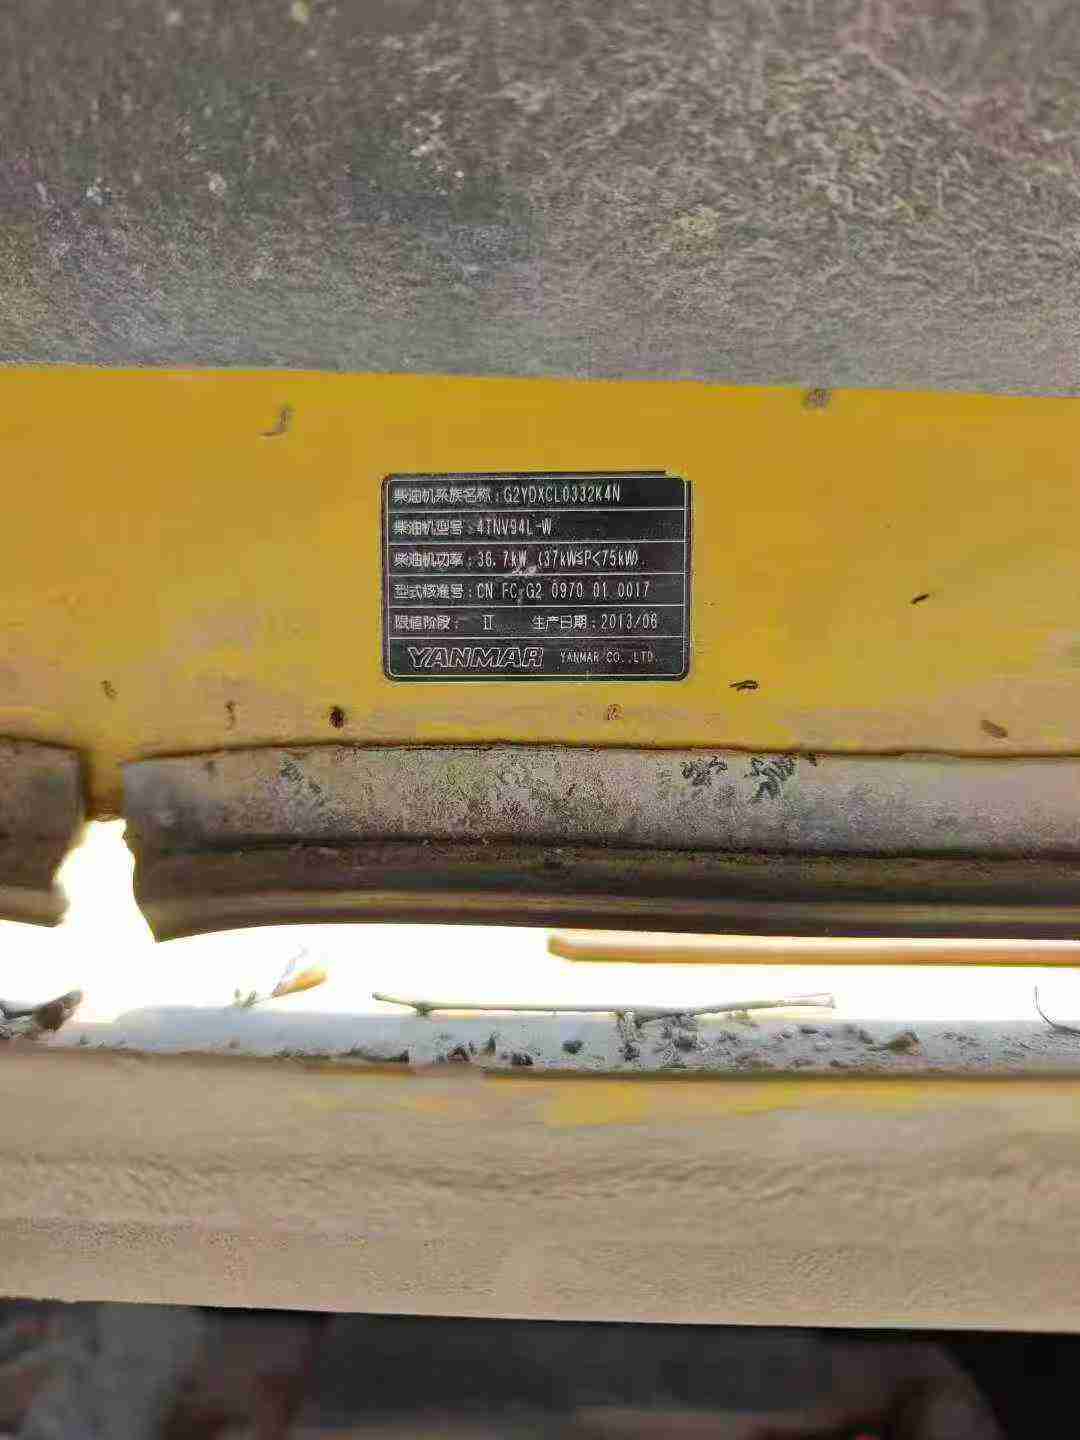 柴油机系族名称：G2YDXCL0332K4N
柴油机型号：4TNV94L-W
柴油机功率：38.7kW (37kW≦P<75kW).
型式核准号：CN FC G2 0970 01 0017
限值阶段： Ⅱ 生产日期：2013/06
YANMAR YANMAR CO.,LTD.